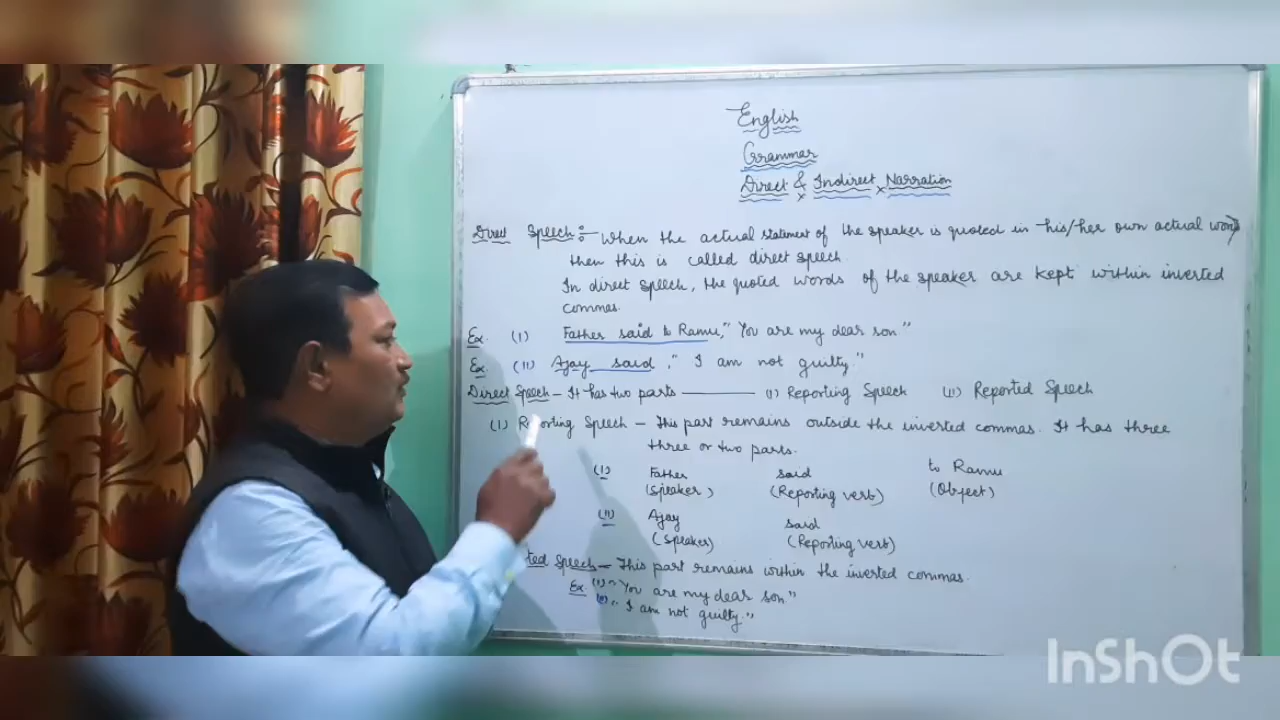 English
Grammar
Direct & Indirect Narration
Direct Speech :- When the actual statement of the speaker is quoted in his/her own actual words
then this is called direct speech.
In direct speech, the quoted words of the speaker are kept within inverted
commas.
Ex. (I) Father said to Ramu, "You are my dear son"
Ex. (II) Ajay said, "I am not guilty."
Direct Speech - It has two parts — (I) Reporting Speech (II) Reported Speech
(I) Reporting Speech - This part remains outside the inverted commas. It has three
three or two parts.
(I) Father said to Ramu
(Speaker) (Reporting verb) (Object)
(II) Ajay said
(Speaker) (Reporting verb)
ted Speech - This part remains within the inverted commas.
Ex. (I) "You are my dear son"
(II) "I am not guilty."
InShOt